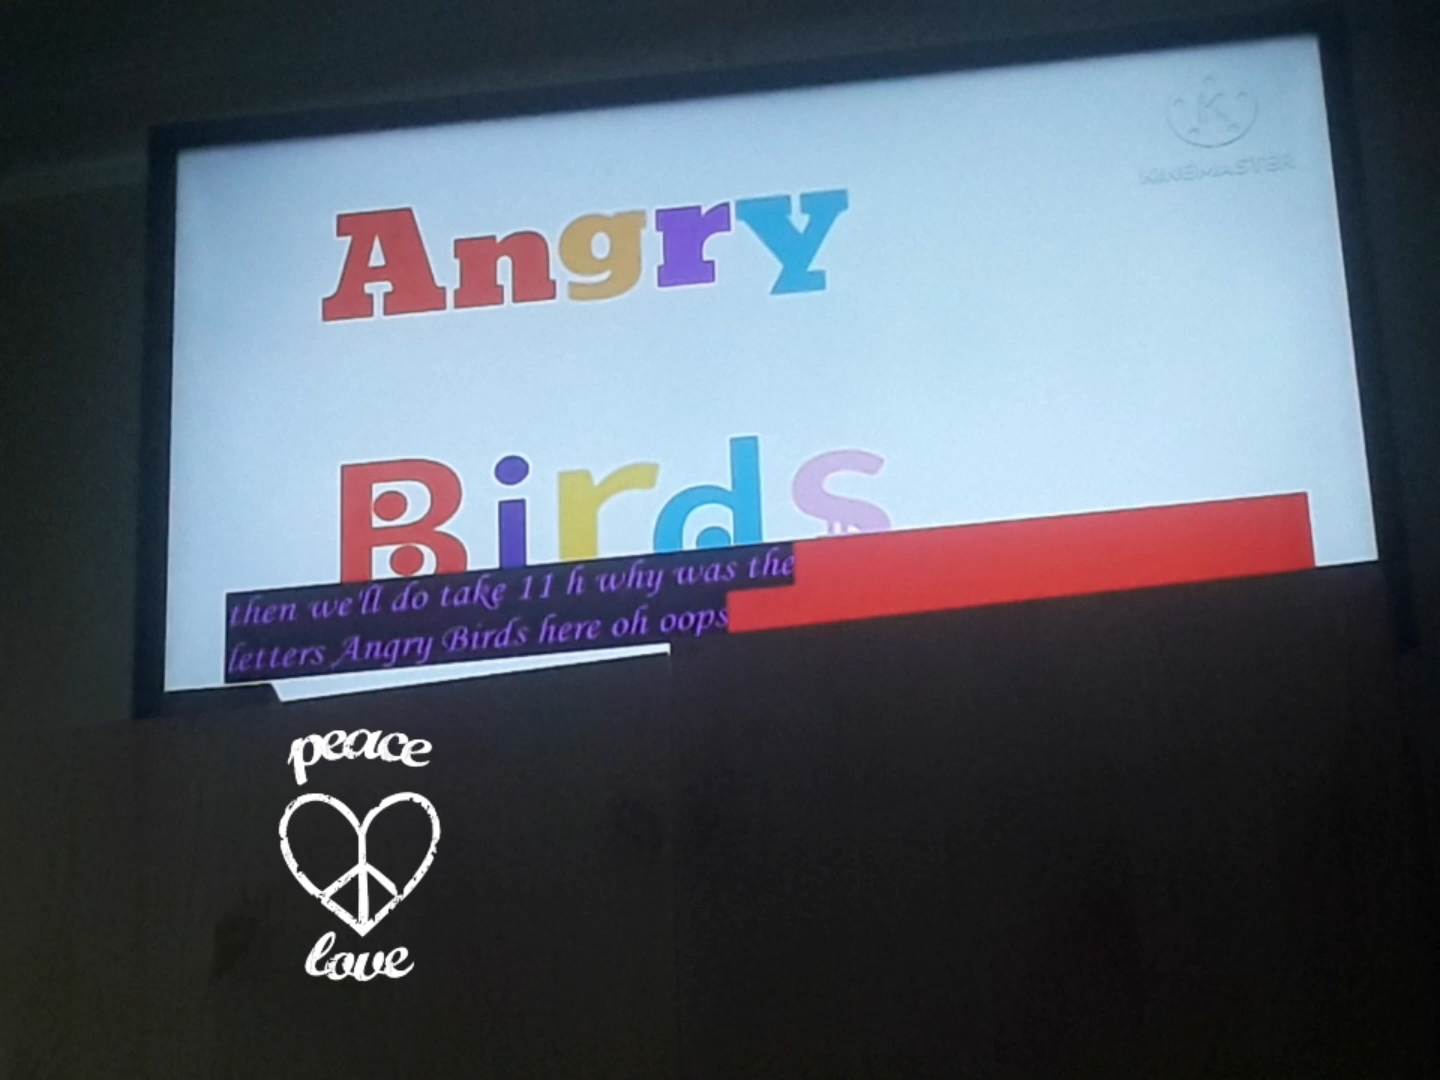 K
KINEMASTER
Angry
Birds
then we'll do take 11 h why was the
letters Angry Birds here oh oops
peace
love